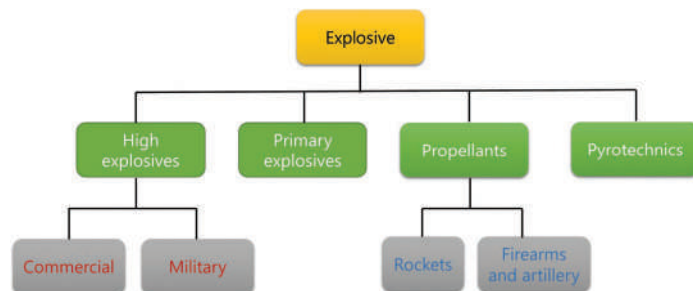 Explosive
High
explosives
Primary
explosives
Propellants
Pyrotechnics
Commercial
Military
Rockets
Firearms
and artillery